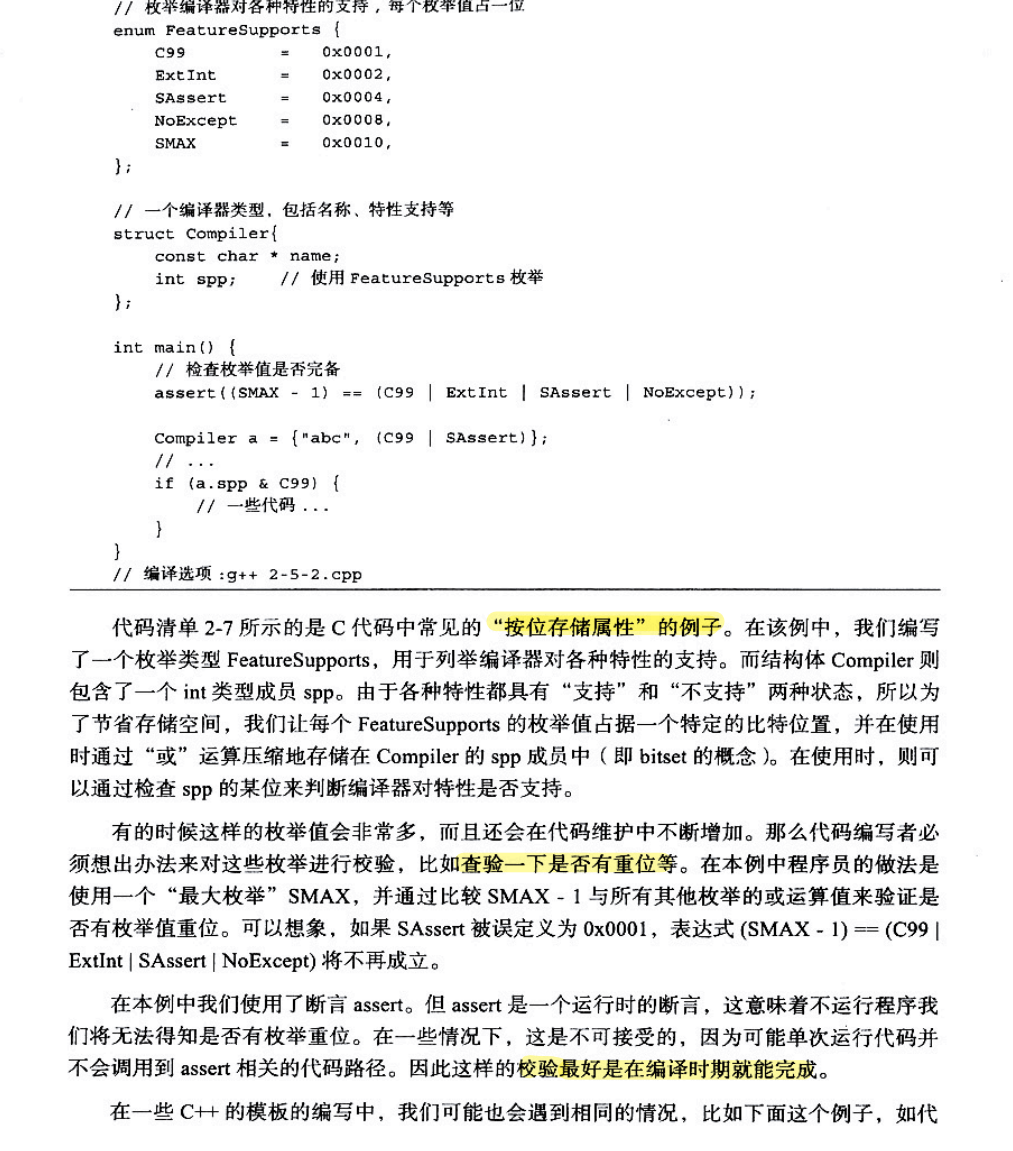 // 枚举编译器对各种特性的支持，每个枚举值占一位
enum FeatureSupports {
    C99         =   0x0001,
    ExtInt      =   0x0002,
    SAssert     =   0x0004,
    NoExcept    =   0x0008,
    SMAX        =   0x0010,
};
// 一个编译器类型，包括名称、特性支持等
struct Compiler{
    const char * name;
    int spp;    // 使用 FeatureSupports 枚举
};
int main() {
    // 检查枚举值是否完备
    assert((SMAX - 1) == (C99 | ExtInt | SAssert | NoExcept));
    Compiler a = {"abc", (C99 | SAssert)};
    // ...
    if (a.spp & C99) {
        // 一些代码 ...
    }
}
// 编译选项 :g++ 2-5-2.cpp
代码清单 2-7 所示的是 C 代码中常见的“按位存储属性”的例子。在该例中，我们编写
了一个枚举类型 FeatureSupports，用于列举编译器对各种特性的支持。而结构体 Compiler 则
包含了一个 int 类型成员 spp。由于各种特性都具有“支持”和“不支持”两种状态，所以为
了节省存储空间，我们让每个 FeatureSupports 的枚举值占据一个特定的比特位置，并在使用
时通过“或”运算压缩地存储在 Compiler 的 spp 成员中（即 bitset 的概念）。在使用时，则可
以通过检查 spp 的某位来判断编译器对特性是否支持。
有的时候这样的枚举值会非常多，而且还会在代码维护中不断增加。那么代码编写者必
须想出办法来对这些枚举进行校验，比如查验一下是否有重位等。在本例中程序员的做法是
使用一个“最大枚举”SMAX，并通过比较 SMAX - 1 与所有其他枚举的或运算值来验证是
否有枚举值重位。可以想象，如果 SAssert 被误定义为 0x0001，表达式 (SMAX - 1) == (C99 |
ExtInt | SAssert | NoExcept) 将不再成立。
在本例中我们使用了断言 assert。但 assert 是一个运行时的断言，这意味着不运行程序我
们将无法得知是否有枚举重位。在一些情况下，这是不可接受的，因为可能单次运行代码并
不会调用到 assert 相关的代码路径。因此这样的校验最好是在编译时期就能完成。
在一些 C++ 的模板的编写中，我们可能也会遇到相同的情况，比如下面这个例子，如代